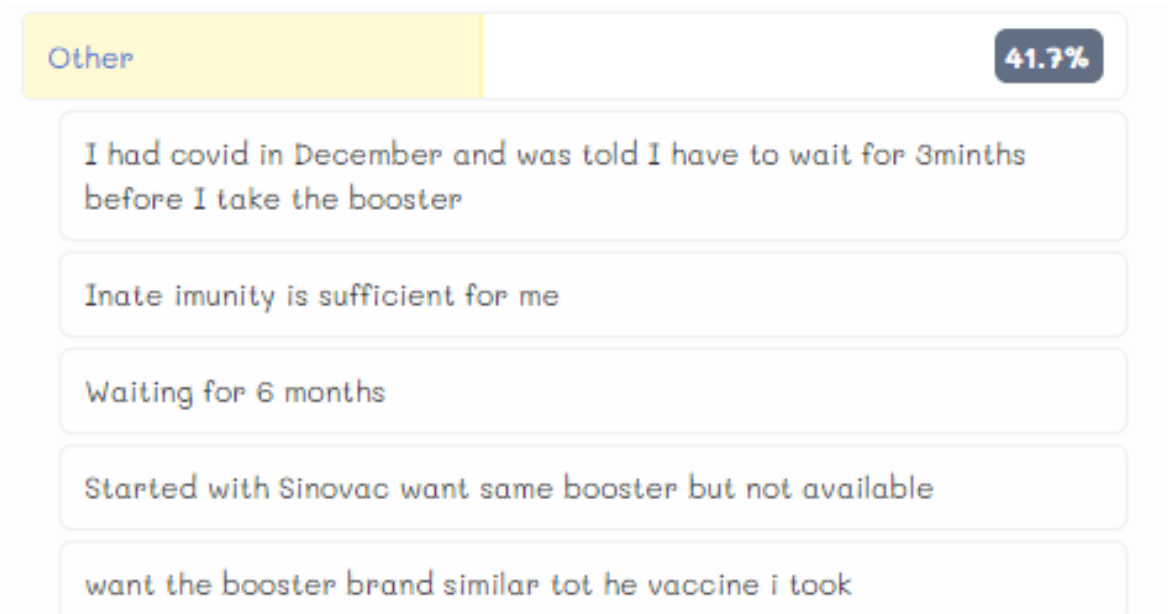 Other
41.7%
I had covid in December and was told I have to wait for 3minths
before I take the booster
Inate imunity is sufficient for me
Waiting for 6 months
Started with Sinovac want same booster but not available
want the booster brand similar tot he vaccine i took